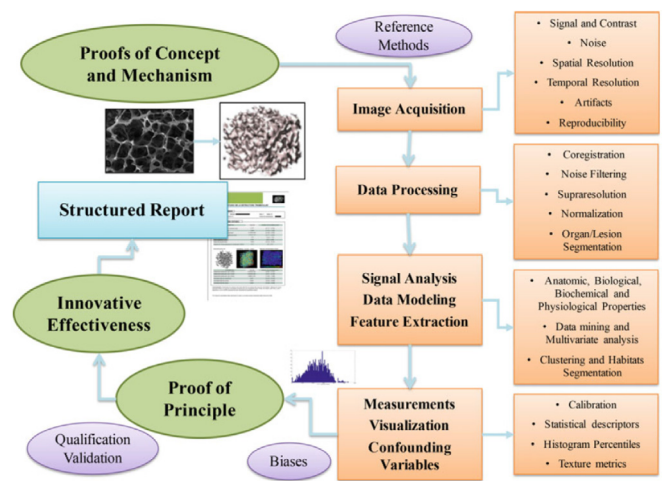 Proofs of Concept
and Mechanism
Reference
Methods
Image Acquisition
• Signal and Contrast
• Noise
• Spatial Resolution
• Temporal Resolution
• Artifacts
• Reproducibility
Data Processing
• Coregistration
• Noise Filtering
• Supraresolution
• Normalization
• Organ/Lesion
Segmentation
Structured Report
Signal Analysis
Data Modeling
Feature Extraction
• Anatomic, Biological,
Biochemical and
Physiological Properties
• Data mining and
Multivariate analysis
• Clustering and Habitats
Segmentation
Innovative
Effectiveness
Proof of
Principle
Measurements
Visualization
Confounding
Variables
• Calibration
• Statistical descriptors
• Histogram Percentiles
• Texture metrics
Qualification
Validation
Biases